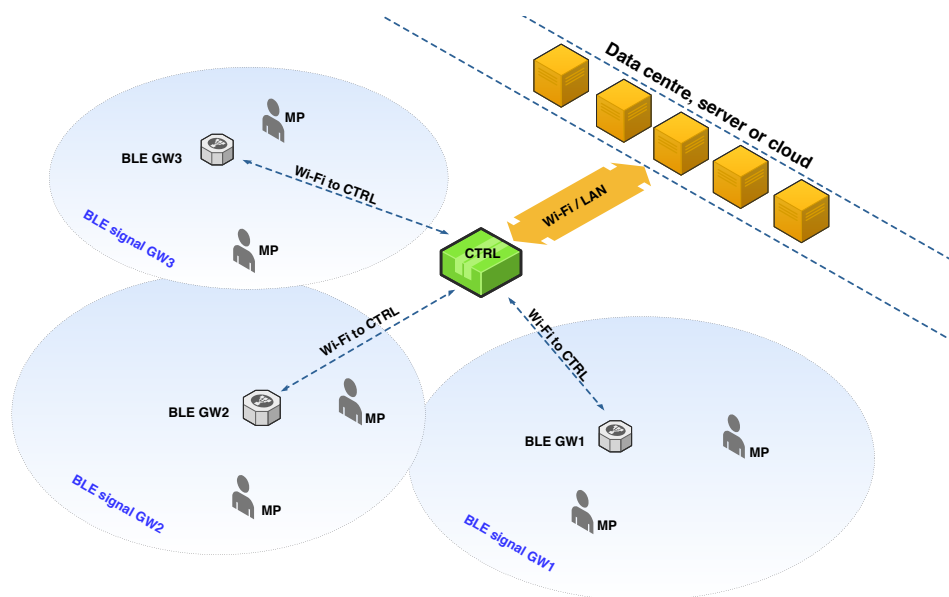 Data centre, server or cloud
MP
BLE GW3
Wi-Fi to CTRL
Wi-Fi / LAN
BLE signal GW3
MP
CTRL
Wi-Fi to CTRL
Wi-Fi to CTRL
BLE GW2
MP
BLE GW1
MP
BLE signal GW2
MP
MP
BLE signal GW1